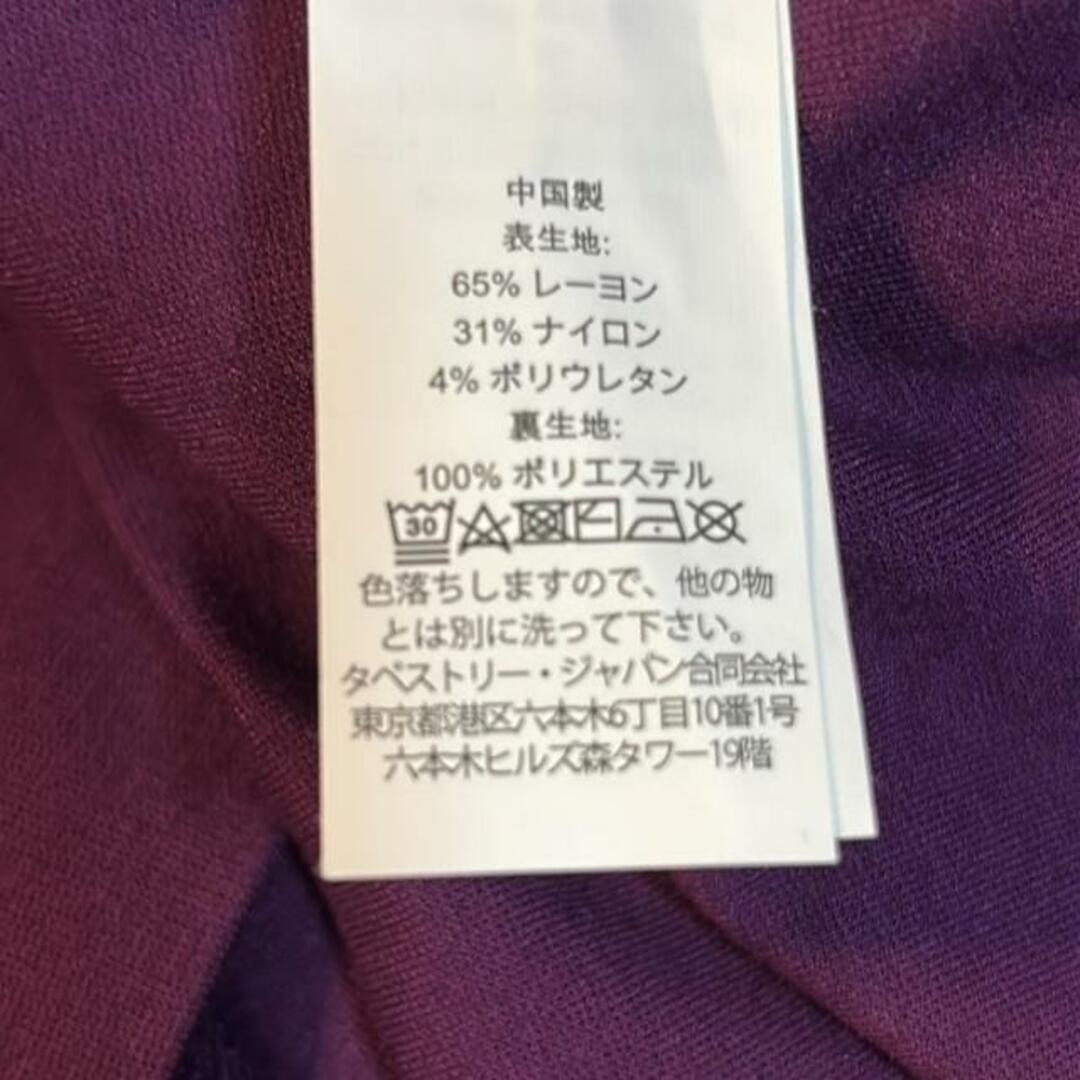 中国製
表生地:
65% レーヨン
31% ナイロン
4% ポリウレタン
裏生地:
100% ポリエステル
30
色落ちしますので、他の物
とは別に洗って下さい。
タペストリー・ジャパン合同会社
東京都港区六本木6丁目10番1号
六本木ヒルズ森タワー19階